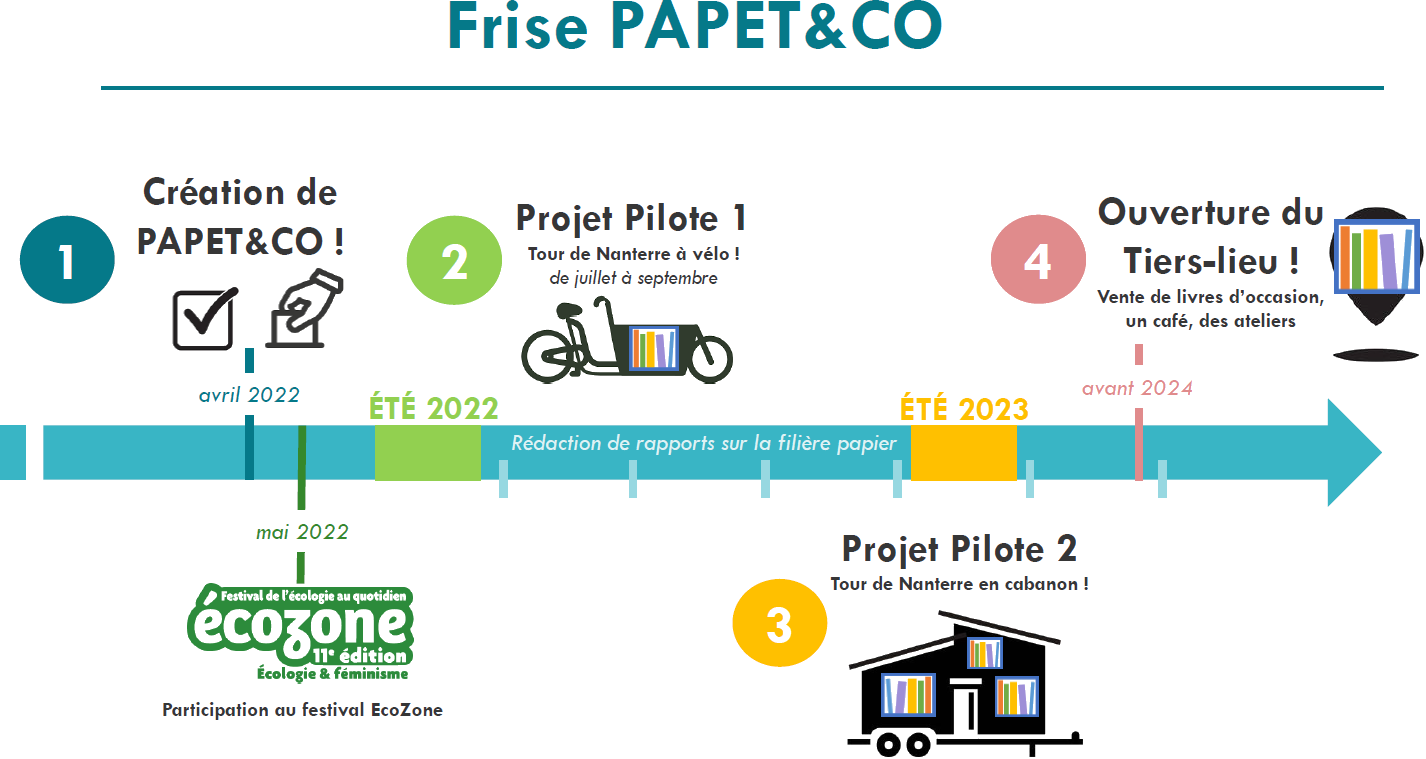 Frise PAPET&CO
1
Création de
PAPET&CO !
avril 2022
2
Projet Pilote 1
Tour de Nanterre à vélo !
de juillet à septembre
4
Ouverture du
Tiers-lieu !
Vente de livres d’occasion,
un café, des ateliers
avant 2024
ÉTÉ 2022
ÉTÉ 2023
Rédaction de rapports sur la filière papier
mai 2022
Festival de l'écologie au quotidien
écozone
11e édition
Écologie & féminisme
Participation au festival EcoZone
3
Projet Pilote 2
Tour de Nanterre en cabanon !